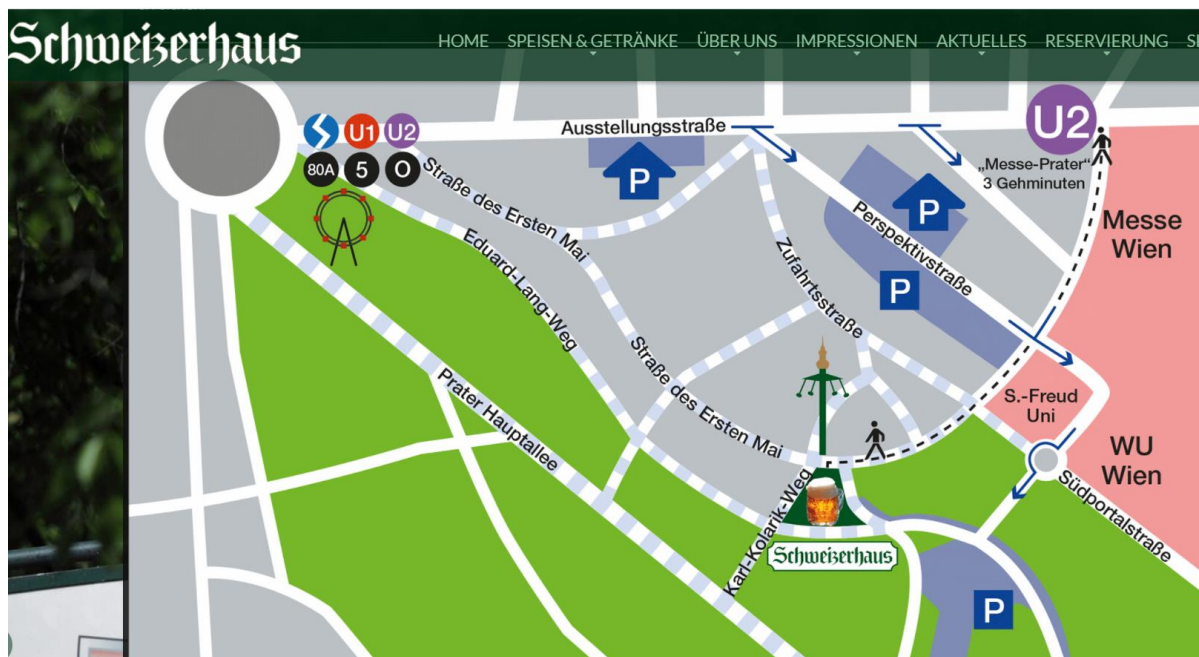 Schweizerhaus
HOME SPEISEN & GETRÄNKE ÜBER UNS IMPRESSIONEN AKTUELLES RESERVIERUNG
U1 U2
80A 5 O
Ausstellungsstraße
P
U2
„Messe-Prater“
3 Gehminuten
P
Straße des Ersten Mai
Eduard-Lang-Weg
Zufahrtsstraße
Perspektivstraße
P
Messe
Wien
Straße des Ersten Mai
Prater Hauptallee
S.-Freud
Uni
WU
Wien
Südportalstraße
Karl-Kolarik-Weg
Schweizerhaus
P